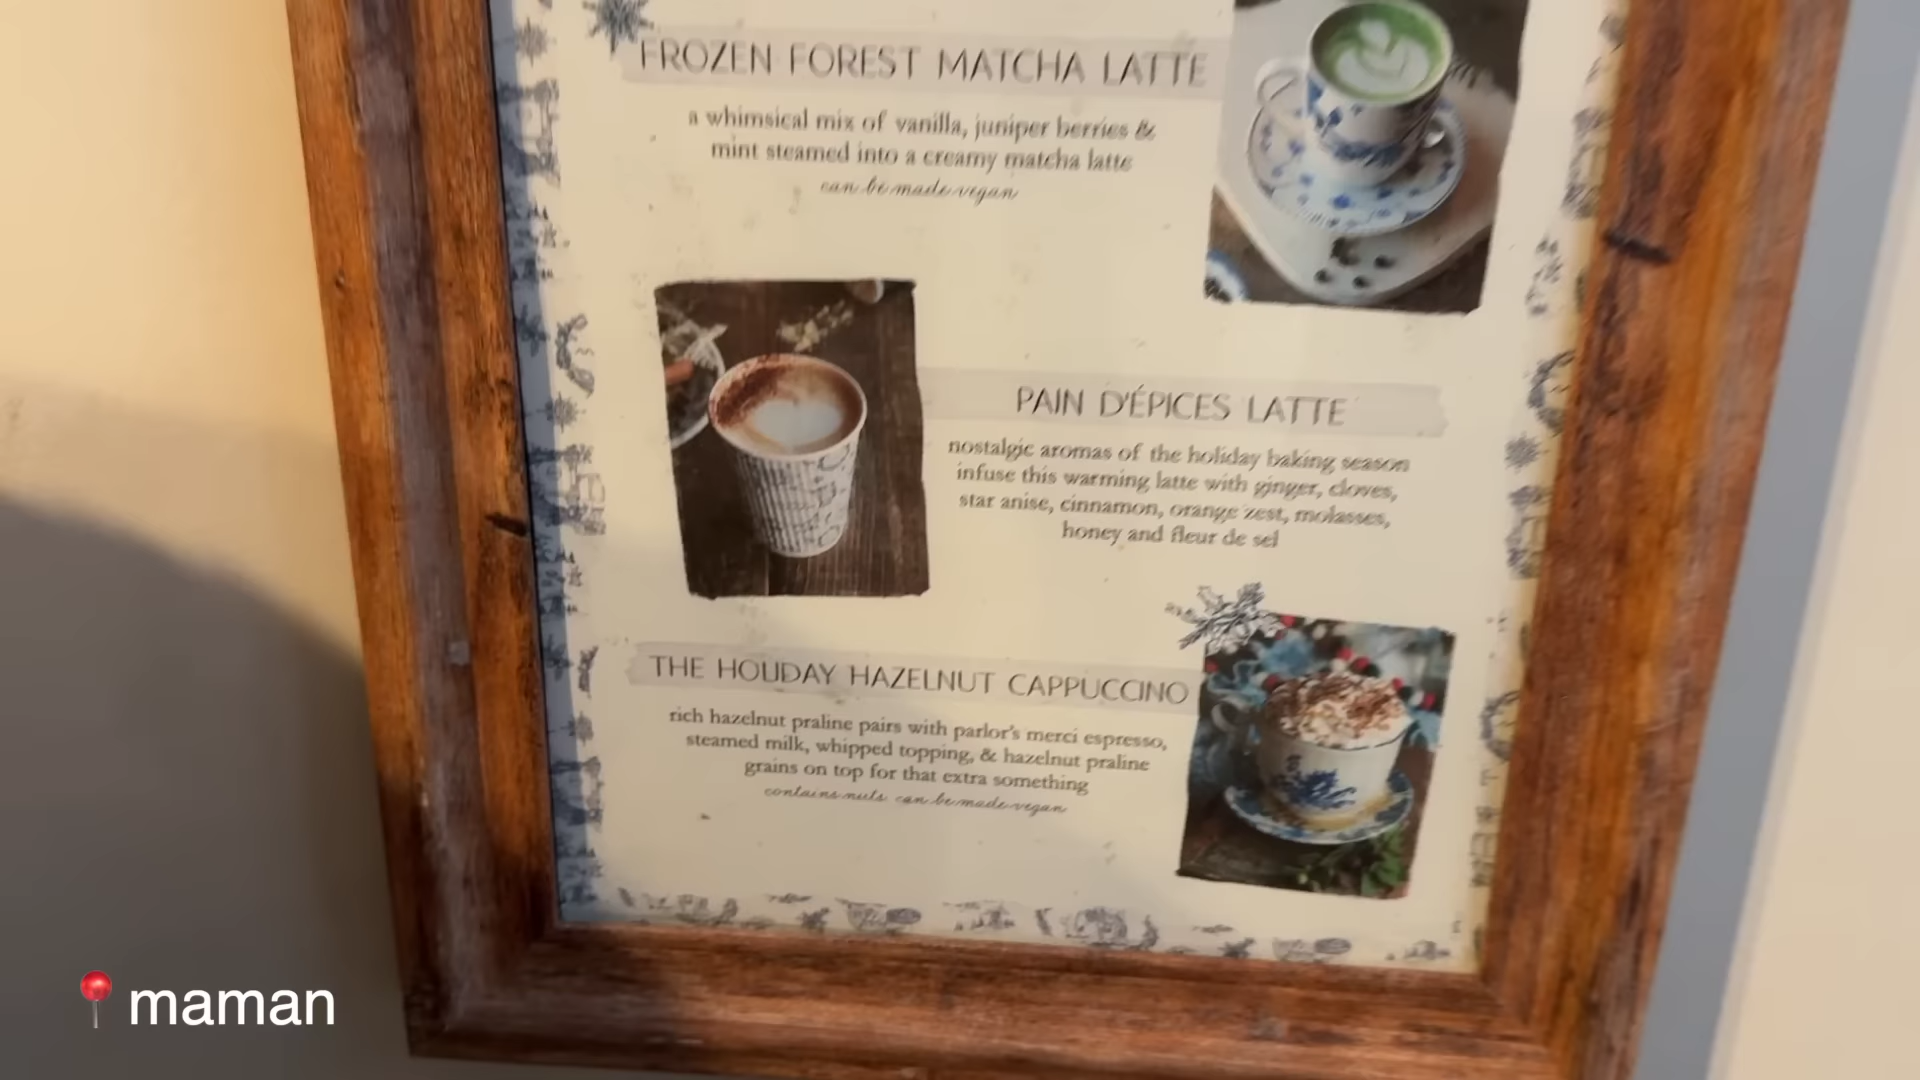 FROZEN FOREST MATCHA LATTE
a whimsical mix of vanilla, juniper berries &
mint steamed into a creamy matcha latte
can be made vegan
PAIN D'ÉPICES LATTE
nostalgic aromas of the holiday baking season
infuse this warming latte with ginger, cloves,
star anise, cinnamon, orange zest, molasses,
honey and fleur de sel
THE HOLIDAY HAZELNUT CAPPUCCINO
rich hazelnut praline pairs with parlor's merci espresso,
steamed milk, whipped topping, & hazelnut praline
grains on top for that extra something
contains nuts can be made vegan
maman